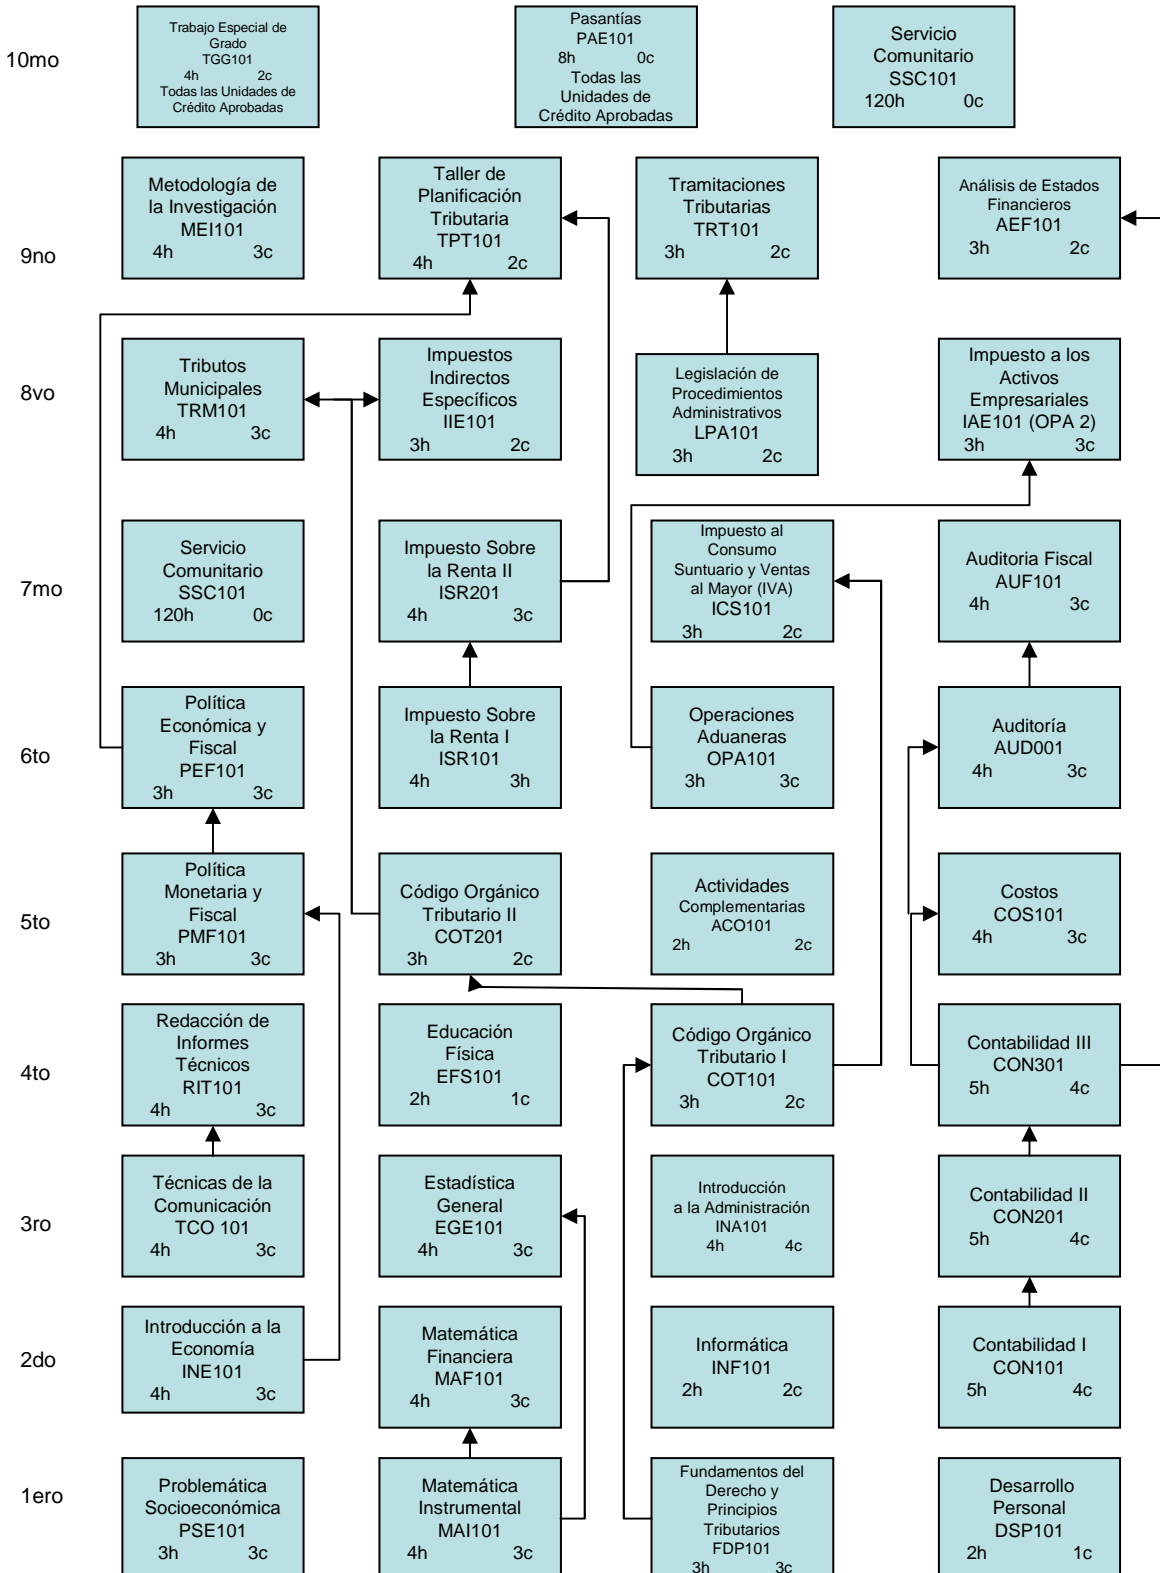 10mo
Trabajo Especial de
Grado
TGG101
4h 2c
Todas las Unidades de
Crédito Aprobadas
Pasantías
PAE101
8h 0c
Todas las
Unidades de
Crédito Aprobadas
Servicio
Comunitario
SSC101
120h 0c
9no
Metodología de
la Investigación
MEI101
4h 3c
Taller de
Planificación
Tributaria
TPT101
4h 2c
Tramitaciones
Tributarias
TRT101
3h 2c
Análisis de Estados
Financieros
AEF101
3h 2c
8vo
Tributos
Municipales
TRM101
4h 3c
Impuestos
Indirectos
Específicos
IIE101
3h 2c
Legislación de
Procedimientos
Administrativos
LPA101
3h 2c
Impuesto a los
Activos
Empresariales
IAE101 (OPA 2)
3h 3c
7mo
Servicio
Comunitario
SSC101
120h 0c
Impuesto Sobre
la Renta II
ISR201
4h 3c
Impuesto al
Consumo
Suntuario y Ventas
al Mayor (IVA)
ICS101
3h 2c
Auditoria Fiscal
AUF101
4h 3c
6to
Política
Económica y
Fiscal
PEF101
3h 3c
Impuesto Sobre
la Renta I
ISR101
4h 3h
Operaciones
Aduaneras
OPA101
3h 3c
Auditoría
AUD001
4h 3c
5to
Política
Monetaria y
Fiscal
PMF101
3h 3c
Código Orgánico
Tributario II
COT201
3h 2c
Actividades
Complementarias
ACO101
2h 2c
Costos
COS101
4h 3c
4to
Redacción de
Informes
Técnicos
RIT101
4h 3c
Educación
Física
EFS101
2h 1c
Código Orgánico
Tributario I
COT101
3h 2c
Contabilidad III
CON301
5h 4c
3ro
Técnicas de la
Comunicación
TCO 101
4h 3c
Estadística
General
EGE101
4h 3c
Introducción
a la Administración
INA101
4h 4c
Contabilidad II
CON201
5h 4c
2do
Introducción a la
Economía
INE101
4h 3c
Matemática
Financiera
MAF101
4h 3c
Informática
INF101
2h 2c
Contabilidad I
CON101
5h 4c
1ero
Problemática
Socioeconómica
PSE101
3h 3c
Matemática
Instrumental
MAI101
4h 3c
Fundamentos del
Derecho y
Principios
Tributarios
FDP101
3h 3c
Desarrollo
Personal
DSP101
2h 1c